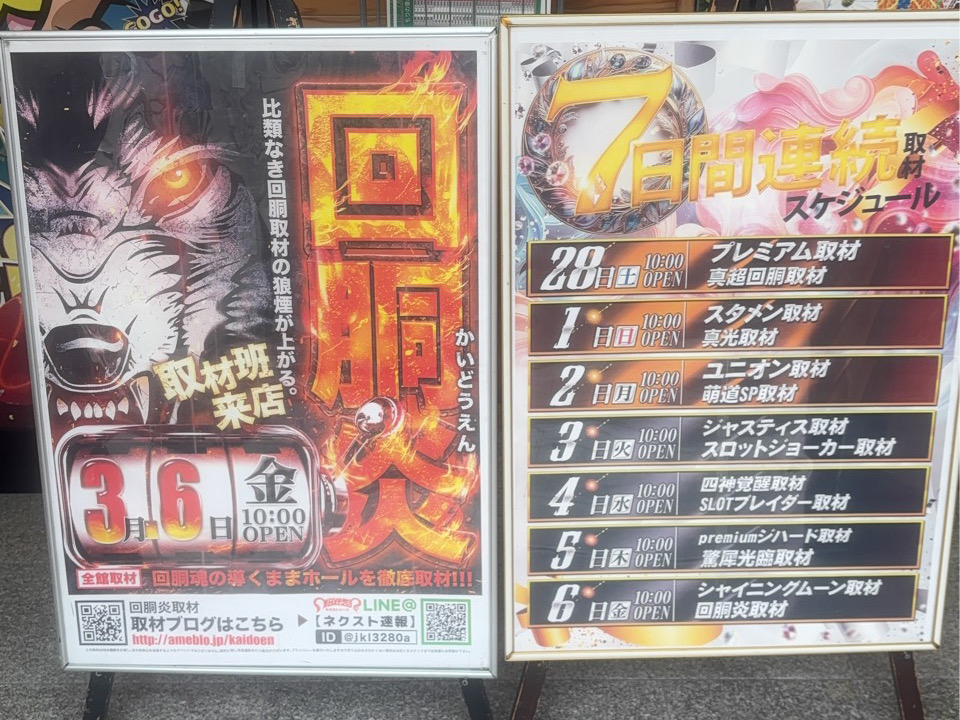 GOGO!
回胴炎
かいどうえん
比類なき回胴取材の狼煙が上がる。
取材班
来店
3月6日
金
10:00
OPEN
全館取材 回胴魂の導くままホールを徹底取材!!!
回胴炎取材
取材ブログはこちら
http://ameblo.jp/kaidoen
LINE@
【ネクスト速報】
ID @jkl3280a
7日間連続取材
スケジュール
28日土 10:00 OPEN
プレミアム取材
真超回胴取材
1日日 10:00 OPEN
スタメン取材
真光取材
2日月 10:00 OPEN
ユニオン取材
萌道SP取材
3日火 10:00 OPEN
ジャスティス取材
スロットジョーカー取材
4日水 10:00 OPEN
四神覚醒取材
SLOTブレイダー取材
5日木 10:00 OPEN
premiumジハード取材
驚犀光臨取材
6日金 10:00 OPEN
シャイニングムーン取材
回胴炎取材